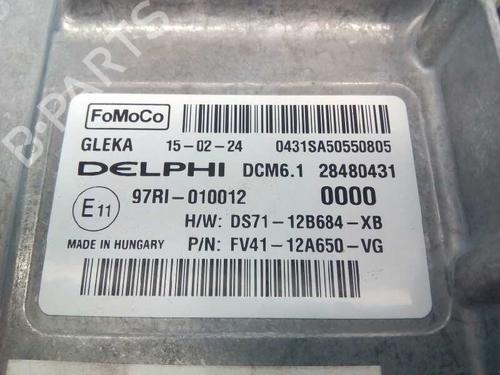 B-PARTS
FoMoCo
GLEKA 15-02-24 0431SA50550805
DELPHI DCM6.1 28480431
E11 97RI-010012 0000
H/W: DS71-12B684-XB
MADE IN HUNGARY P/N: FV41-12A650-VG